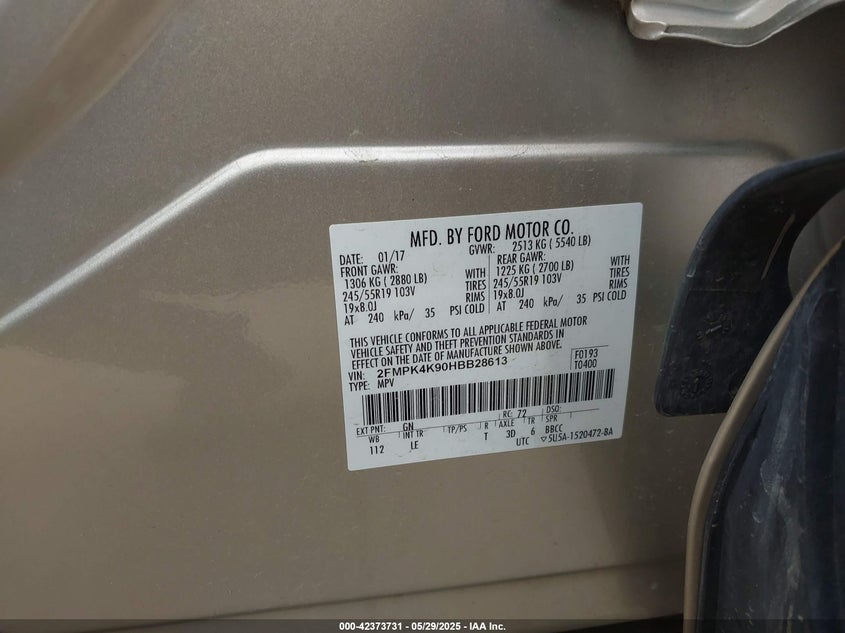 MFD. BY FORD MOTOR CO.
DATE: 01/17 GVWR: 2513 KG ( 5540 LB)
FRONT GAWR: REAR GAWR:
1306 KG ( 2880 LB) WITH 1225 KG ( 2700 LB) WITH
245/55R19 103V TIRES 245/55R19 103V TIRES
19x8.0J RIMS 19x8.0J RIMS
AT 240 kPa/ 35 PSI COLD AT 240 kPa/ 35 PSI COLD
THIS VEHICLE CONFORMS TO ALL APPLICABLE FEDERAL MOTOR
VEHICLE SAFETY AND THEFT PREVENTION STANDARDS IN
EFFECT ON THE DATE OF MANUFACTURE SHOWN ABOVE.
VIN: 2FMPK4K90HBB28613 F0193
TYPE: MPV T0400
EXT PNT: GN RC: 72 DSO:
WB INT TR TP/PS R AXLE TR SPR
112 LE T 3D 6 BBCC
UTC ▽5U5A-1520472-BA
000-42373731 - 05/29/2025 - IAA Inc.